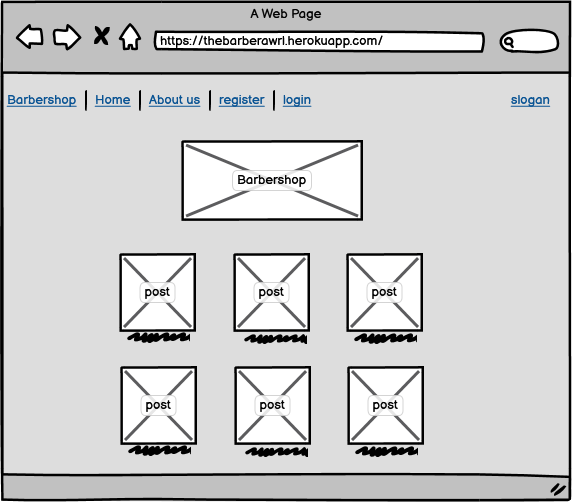 A Web Page
https://thebarberawrl.herokuapp.com/
Barbershop Home About us register login slogan
Barbershop
post post post
post post post